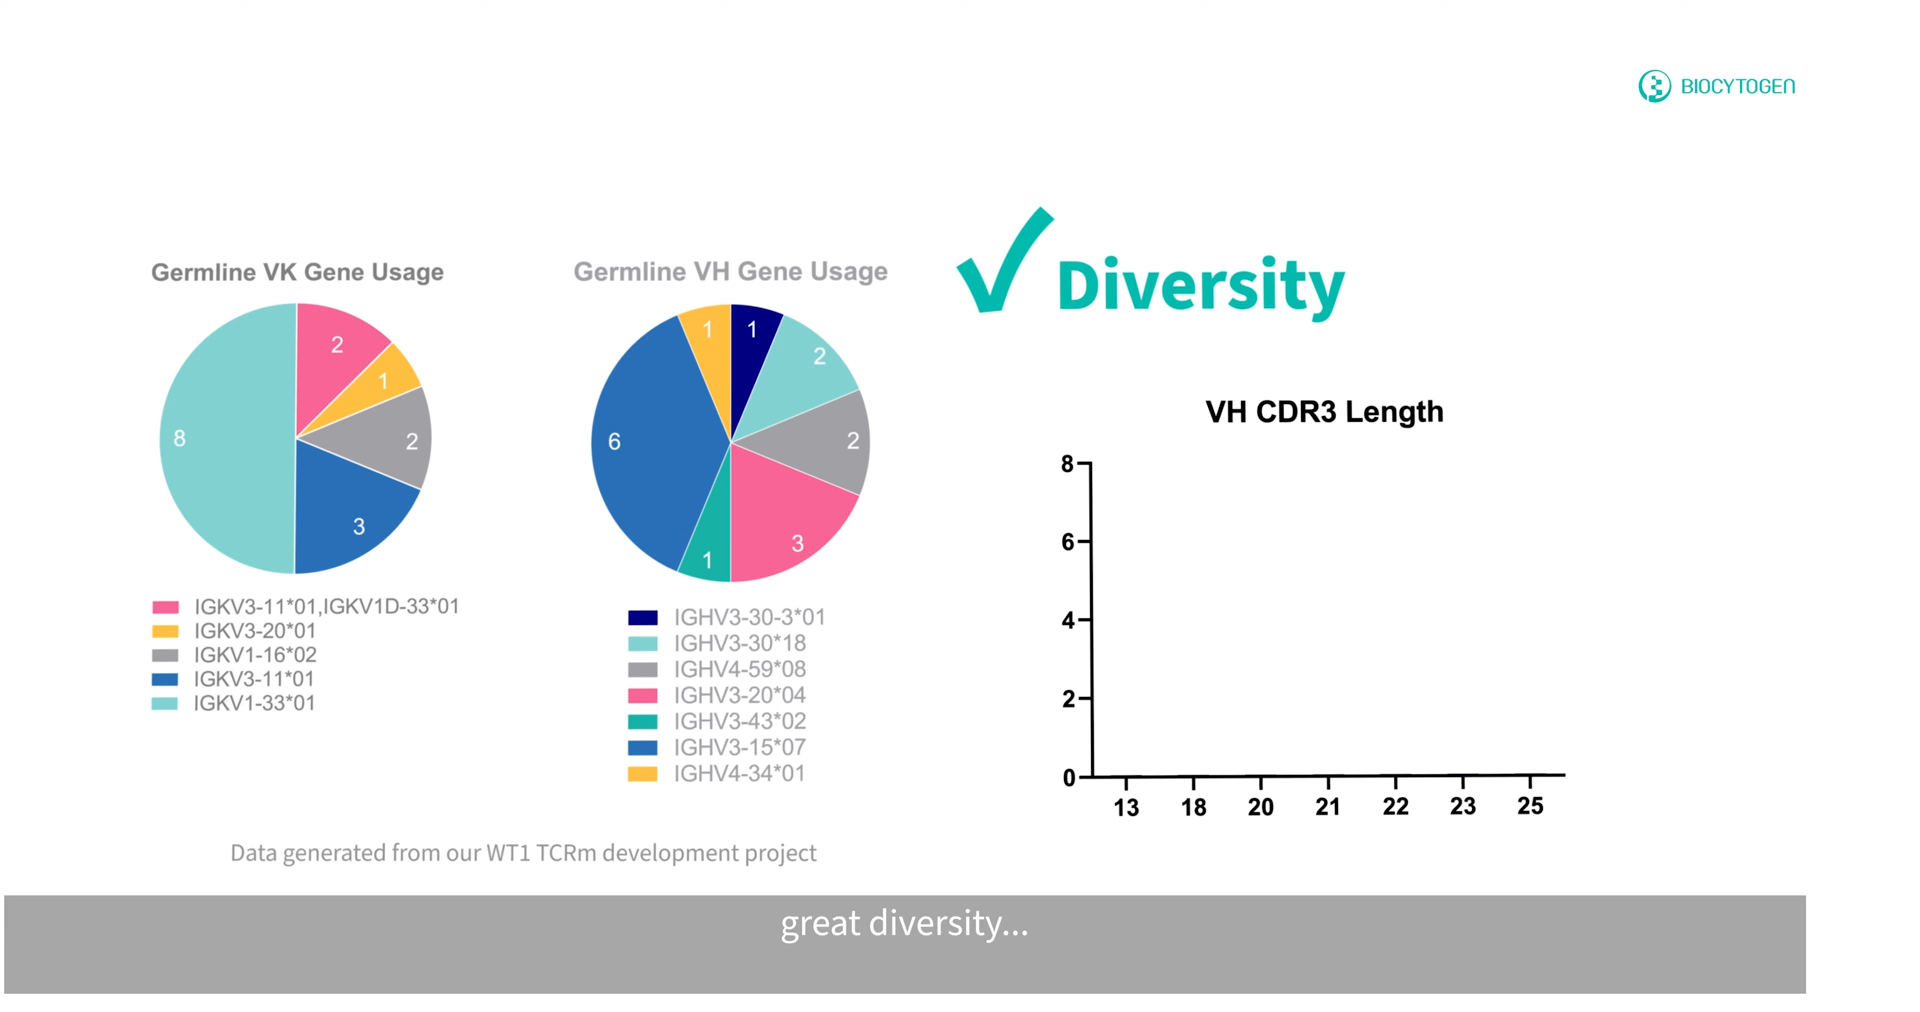 BIOCYTOGEN
Germline VK Gene Usage
2
1
2
3
8
IGKV3-11*01,IGKV1D-33*01
IGKV3-20*01
IGKV1-16*02
IGKV3-11*01
IGKV1-33*01
Germline VH Gene Usage
1
2
2
3
1
6
1
IGHV3-30-3*01
IGHV3-30*18
IGHV4-59*08
IGHV3-20*04
IGHV3-43*02
IGHV3-15*07
IGHV4-34*01
Data generated from our WT1 TCRm development project
Diversity
VH CDR3 Length
8
6
4
2
0
13 18 20 21 22 23 25
great diversity...